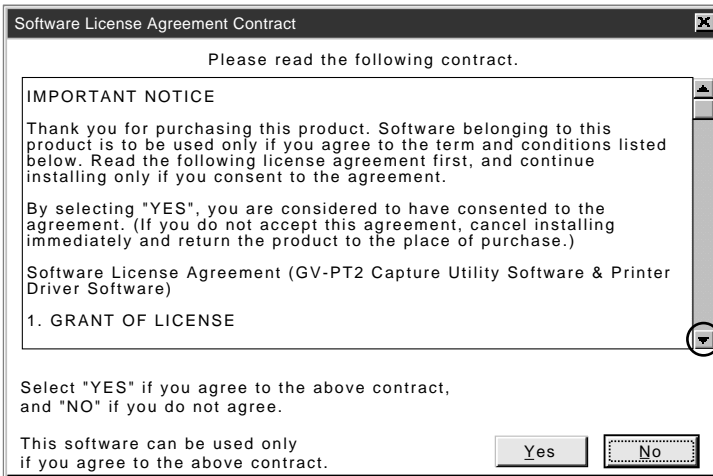 Software License Agreement Contract
Please read the following contract.
IMPORTANT NOTICE
Thank you for purchasing this product. Software belonging to this
product is to be used only if you agree to the term and conditions listed
below. Read the following license agreement first, and continue
installing only if you consent to the agreement.
By selecting "YES", you are considered to have consented to the
agreement. (If you do not accept this agreement, cancel installing
immediately and return the product to the place of purchase.)
Software License Agreement (GV-PT2 Capture Utility Software & Printer
Driver Software)
1. GRANT OF LICENSE
Select "YES" if you agree to the above contract,
and "NO" if you do not agree.
This software can be used only
if you agree to the above contract.
Yes
No